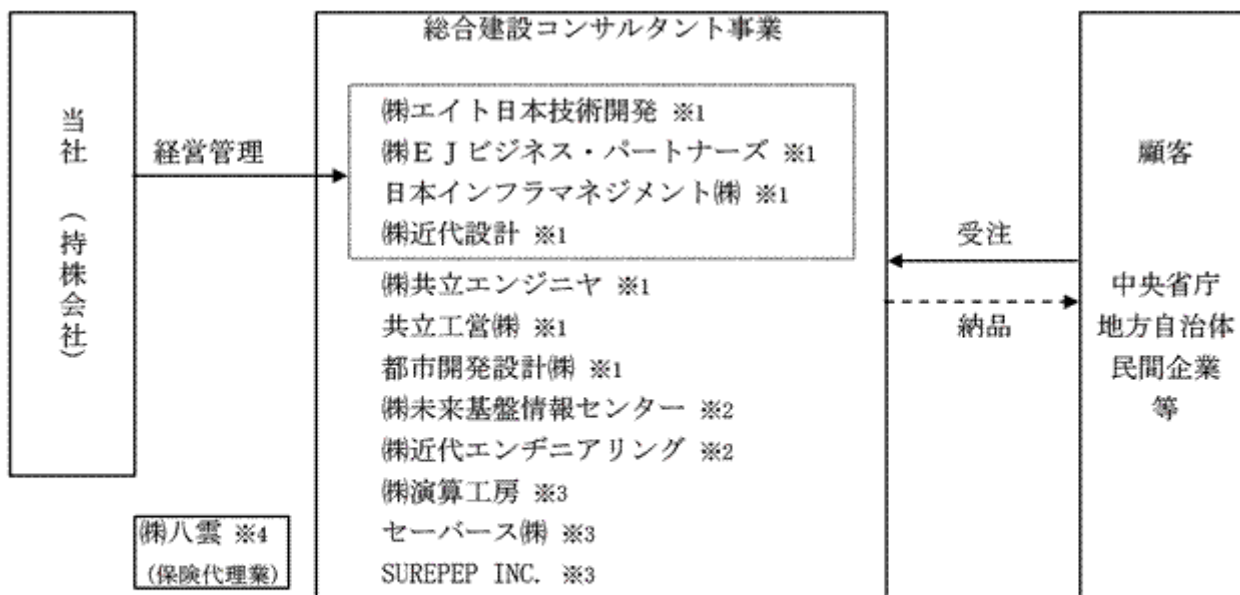 当社（持株会社）
経営管理
総合建設コンサルタント事業
㈱エイト日本技術開発 ※1
㈱ＥＪビジネス・パートナーズ ※1
日本インフラマネジメント㈱ ※1
㈱近代設計 ※1
㈱共立エンジニヤ ※1
共立工営㈱ ※1
都市開発設計㈱ ※1
㈱未来基盤情報センター ※2
㈱近代エンヂニアリング ※2
㈱演算工房 ※3
セーバース㈱ ※3
SUREPEP INC. ※3
㈱八雲 ※4
(保険代理業)
受注
納品
顧客
中央省庁
地方自治体
民間企業
等